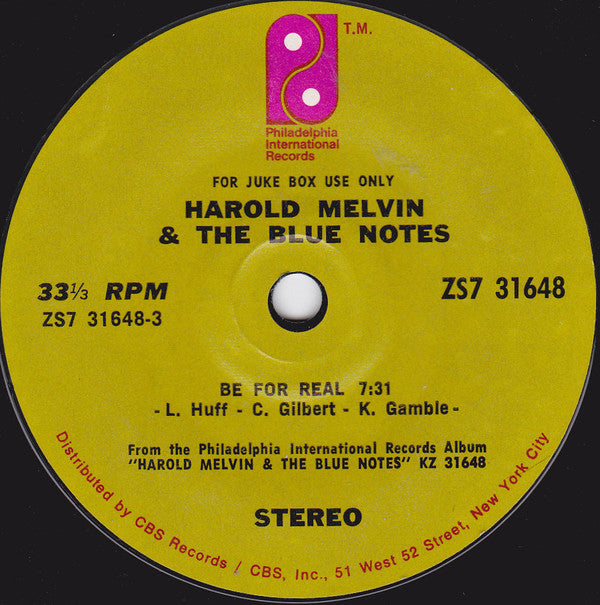 T.M.
Philadelphia
International
Records
FOR JUKE BOX USE ONLY
HAROLD MELVIN
& THE BLUE NOTES
33⅓ RPM
ZS7 31648-3
ZS7 31648
BE FOR REAL 7:31
- L. Huff - C. Gilbert - K. Gamble -
From the Philadelphia International Records Album
"HAROLD MELVIN & THE BLUE NOTES" KZ 31648
STEREO
Distributed by CBS Records / CBS, Inc., 51 West 52 Street, New York City